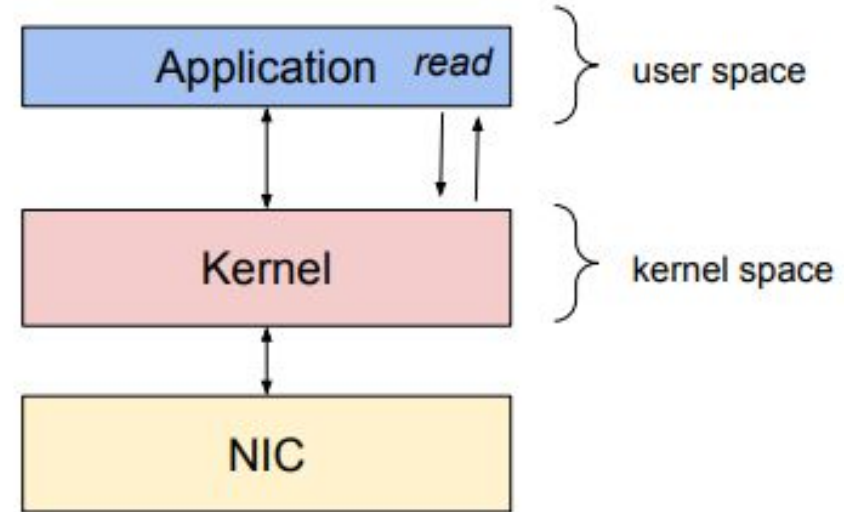 Application read
user space
Kernel
kernel space
NIC